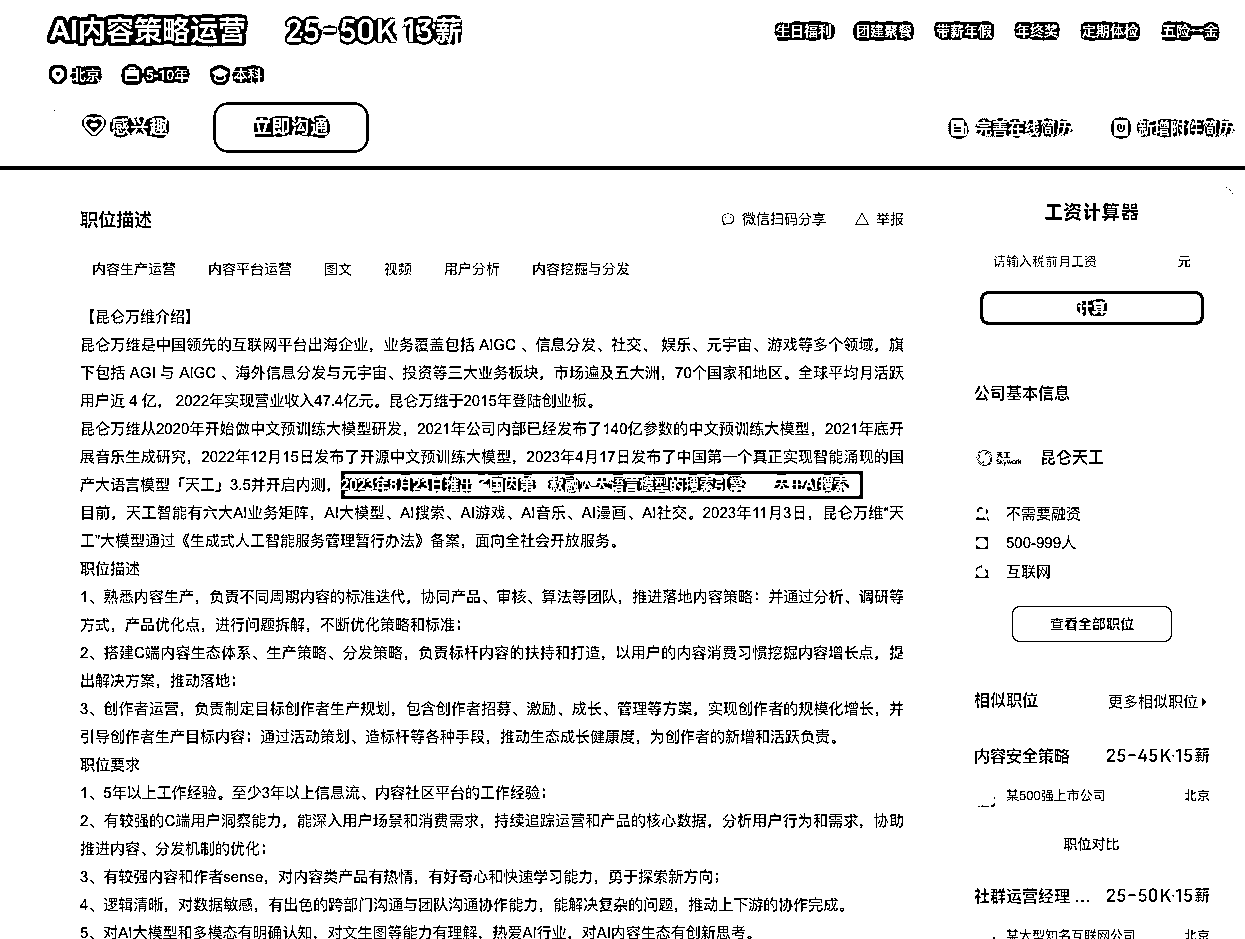 AI内容策略运营 25-50K 13薪
生日福利 团建聚餐 带薪年假 年终奖 定期体检 五险一金
北京 5-10年 本科
感兴趣 立即沟通
完善在线简历 新增附件简历
职位描述
微信扫码分享 举报
内容生产运营 内容平台运营 图文 视频 用户分析 内容挖掘与分发
【昆仑万维介绍】
昆仑万维是中国领先的互联网平台出海企业，业务覆盖包括 AIGC 、信息分发、社交、 娱乐、元宇宙、游戏等多个领域，旗
下包括 AGI 与 AIGC 、海外信息分发与元宇宙、投资等三大业务板块，市场遍及五大洲，70个国家和地区。全球平均月活跃
用户近 4 亿， 2022年实现营业收入47.4亿元。昆仑万维于2015年登陆创业板。
昆仑万维从2020年开始做中文预训练大模型研发，2021年公司内部已经发布了140亿参数的中文预训练大模型，2021年底开
展音乐生成研究，2022年12月15日发布了开源中文预训练大模型，2023年4月17日发布了中国第一个真正实现智能涌现的国
产大语言模型「天工」3.5并开启内测，2023年8月23日推出 国内第 款融入大语言模型的搜索引擎 AI搜索
目前，天工智能有六大AI业务矩阵，AI大模型、AI搜索、AI游戏、AI音乐、AI漫画、AI社交。2023年11月3日，昆仑万维“天
工”大模型通过《生成式人工智能服务管理暂行办法》备案，面向全社会开放服务。
职位描述
1、熟悉内容生产，负责不同周期内容的标准迭代，协同产品、审核、算法等团队，推进落地内容策略：并通过分析、调研等
方式，产品优化点，进行问题拆解，不断优化策略和标准；
2、搭建C端内容生态体系、生产策略、分发策略，负责标杆内容的扶持和打造，以用户的内容消费习惯挖掘内容增长点，提
出解决方案，推动落地；
3、创作者运营，负责制定目标创作者生产规划，包含创作者招募、激励、成长、管理等方案，实现创作者的规模化增长，并
引导创作者生产目标内容：通过活动策划、造标杆等各种手段，推动生态成长健康度，为创作者的新增和活跃负责。
职位要求
1、5年以上工作经验。至少3年以上信息流、内容社区平台的工作经验；
2、有较强的C端用户洞察能力，能深入用户场景和消费需求，持续追踪运营和产品的核心数据，分析用户行为和需求，协助
推进内容、分发机制的优化；
3、有较强内容和作者sense，对内容类产品有热情，有好奇心和快速学习能力，勇于探索新方向；
4、逻辑清晰，对数据敏感，有出色的跨部门沟通与团队沟通协作能力，能解决复杂的问题，推动上下游的协作完成。
5、对AI大模型和多模态有明确认知，对文生图等能力有理解，热爱AI行业，对AI内容生态有创新思考。
工资计算器
请输入税前月工资 元
计算
公司基本信息
天工 Skywork 昆仑天工
不需要融资
500-999人
互联网
查看全部职位
相似职位 更多相似职位
内容安全策略 25-45K·15薪
某500强上市公司 北京
职位对比
社群运营经理 ... 25-50K·15薪
某大型知名互联网公司 北京